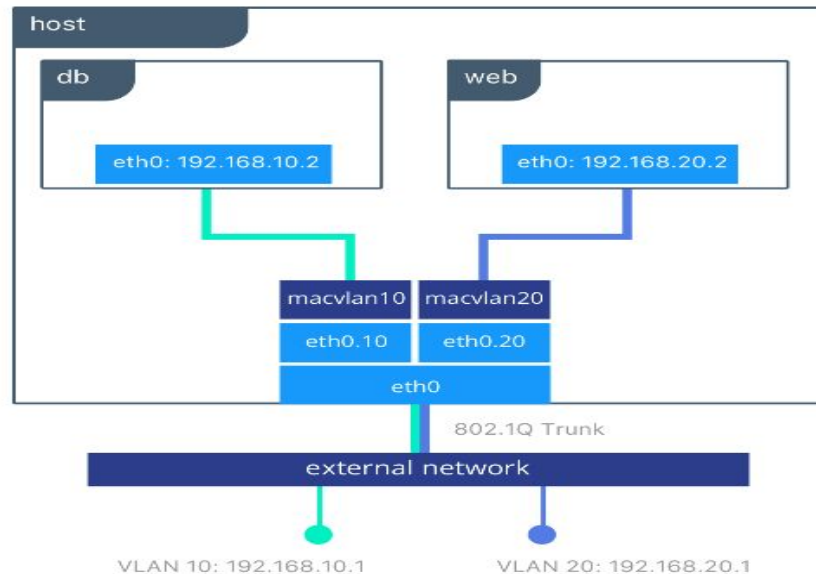 host
db
web
eth0: 192.168.10.2
eth0: 192.168.20.2
macvlan10
macvlan20
eth0.10
eth0.20
eth0
802.1Q Trunk
external network
VLAN 10: 192.168.10.1
VLAN 20: 192.168.20.1